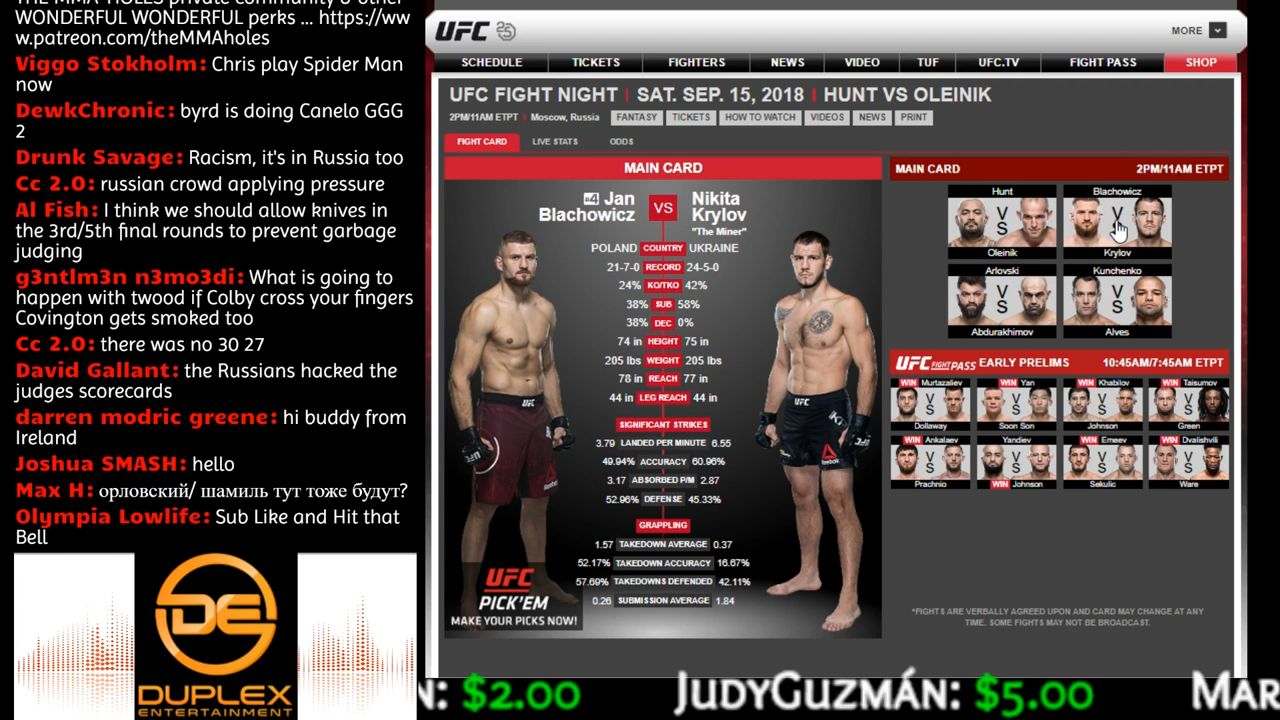 THE MMA HOLES private community & other
WONDERFUL WONDERFUL perks ... https://ww
w.patreon.com/theMMAholes
Viggo Stokholm: Chris play Spider Man
now
DewkChronic: byrd is doing Canelo GGG
2
Drunk Savage: Racism, it's in Russia too
Cc 2.0: russian crowd applying pressure
Al Fish: I think we should allow knives in
the 3rd/5th final rounds to prevent garbage
judging
g3ntlm3n n3mo3di: What is going to
happen with twood if Colby cross your fingers
Covington gets smoked too
Cc 2.0: there was no 30 27
David Gallant: the Russians hacked the
judges scorecards
darren modric greene: hi buddy from
Ireland
Joshua SMASH: hello
Max H: орловский/ шамиль тут тоже будут?
Olympia Lowlife: Sub Like and Hit that
Bell
DE
DUPLEX
ENTERTAINMENT
UFC 25
MORE
SCHEDULE TICKETS FIGHTERS NEWS VIDEO TUF UFC.TV FIGHT PASS SHOP
UFC FIGHT NIGHT | SAT. SEP. 15, 2018 | HUNT VS OLEINIK
2PM/11AM ETPT Moscow, Russia FANTASY TICKETS HOW TO WATCH VIDEOS NEWS PRINT
FIGHT CARD LIVE STATS ODDS
MAIN CARD
#4 Jan Blachowicz VS Nikita Krylov
"The Miner"
POLAND COUNTRY UKRAINE
21-7-0 RECORD 24-5-0
24% KO/TKO 42%
38% SUB 58%
38% DEC 0%
74 in HEIGHT 75 in
205 lbs WEIGHT 205 lbs
78 in REACH 77 in
44 in LEG REACH 44 in
SIGNIFICANT STRIKES
3.79 LANDED PER MINUTE 6.55
49.94% ACCURACY 60.96%
3.17 ABSORBED P/M 2.87
52.96% DEFENSE 45.33%
GRAPPLING
1.57 TAKEDOWN AVERAGE 0.37
52.17% TAKEDOWN ACCURACY 16.67%
57.69% TAKEDOWNS DEFENDED 42.11%
0.26 SUBMISSION AVERAGE 1.84
UFC
PICK'EM
MAKE YOUR PICKS NOW!
MAIN CARD 2PM/11AM ETPT
Hunt Blachowicz
VS VS
Oleinik Krylov
Arlovski Kunchenko
VS VS
Abdurakhimov Alves
UFC FIGHT PASS EARLY PRELIMS 10:45AM/7:45AM ETPT
WIN Murtazaliev WIN Yan WIN Khabilov WIN Taisumov
VS VS VS VS
Dollaway Soon Son Johnson Green
WIN Ankalaev Yandiev WIN Emeev WIN Dvalishvili
VS VS VS VS
Prachnio WIN Johnson Sekulic Ware
*FIGHTS ARE VERBALLY AGREED UPON AND CARD MAY CHANGE AT ANY
TIME. SOME FIGHTS MAY NOT BE BROADCAST.
N: $2.00 JUDYGUZMÁN: $5.00 MAR